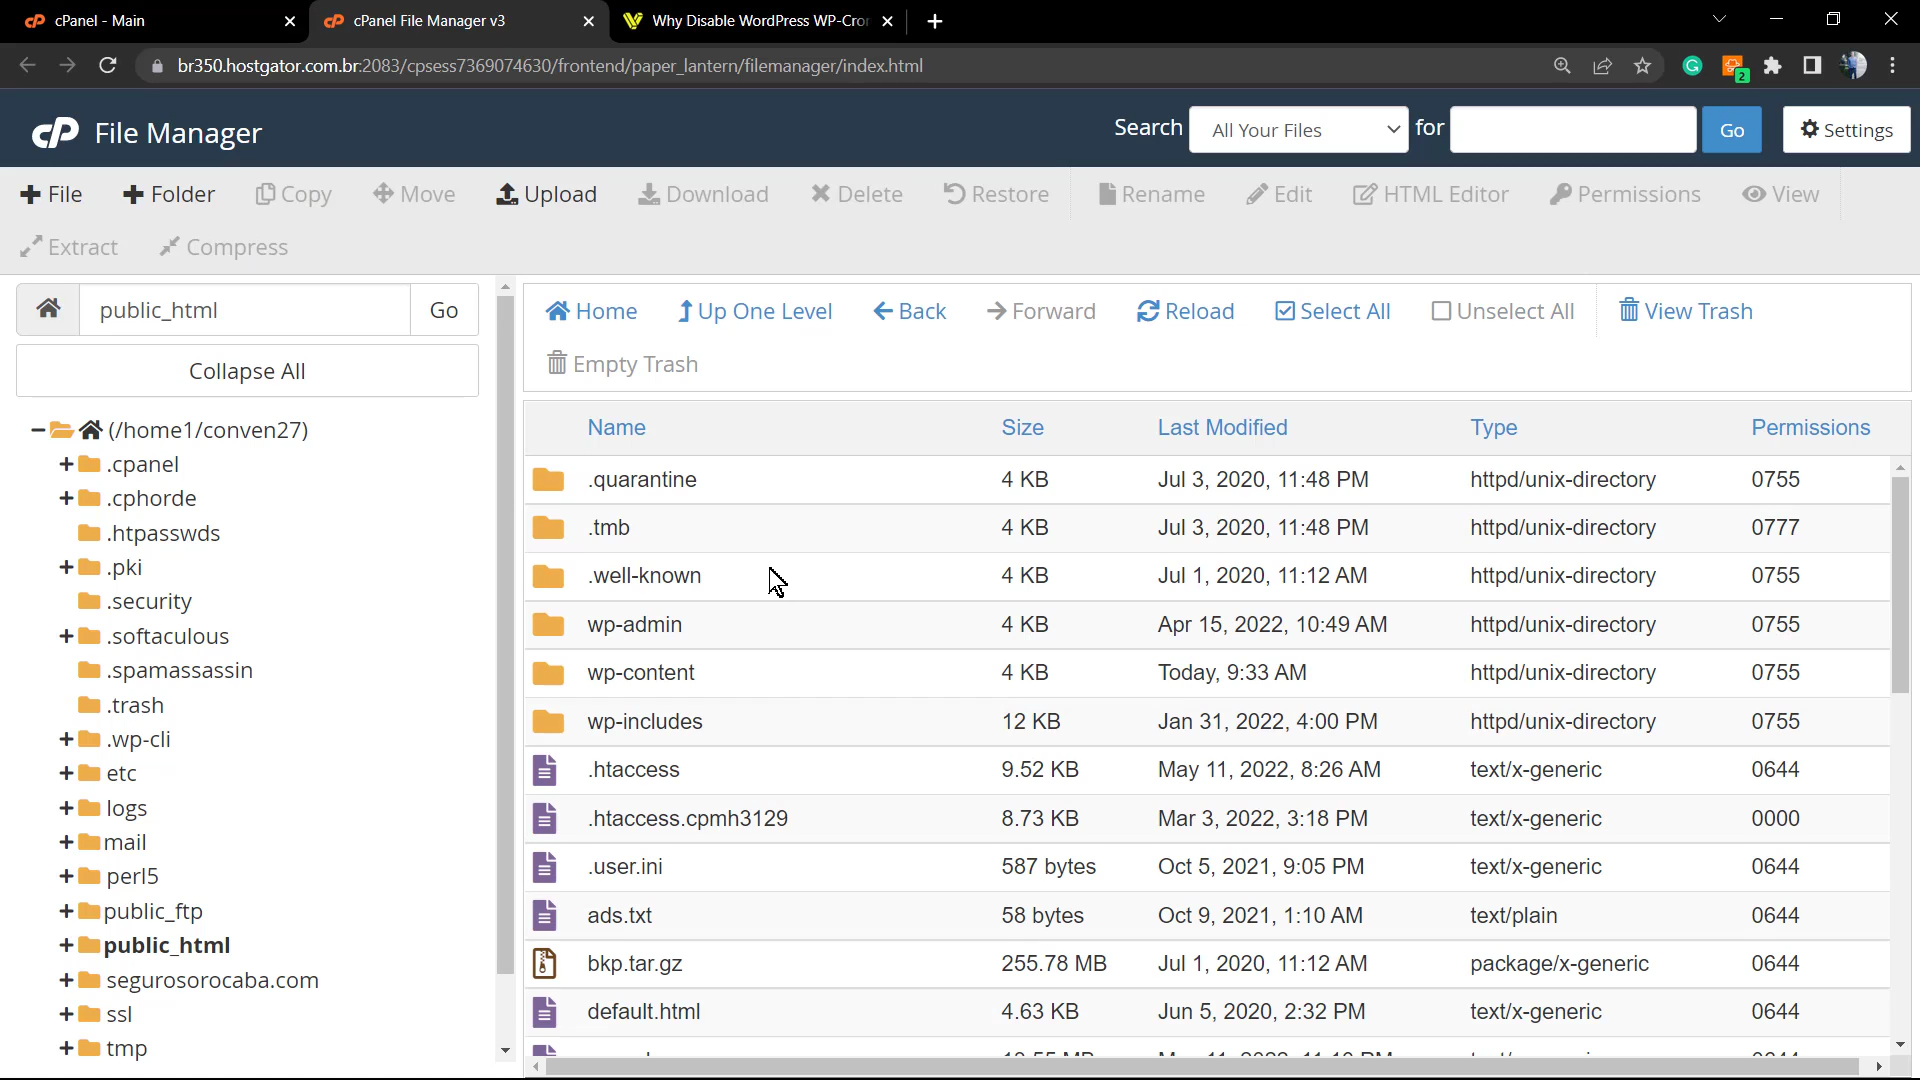 cPanel - Main
cPanel File Manager v3
Why Disable WordPress WP-Cron
br350.hostgator.com.br:2083/cpsess7369074630/frontend/paper_lantern/filemanager/index.html
2
cP File Manager
Search All Your Files for Go Settings
File Folder Copy Move Upload Download Delete Restore Rename Edit HTML Editor Permissions View
Extract Compress
public_html Go
Collapse All
(/home1/conven27)
.cpanel
.cphorde
.htpasswds
.pki
.security
.softaculous
.spamassassin
.trash
.wp-cli
etc
logs
mail
perl5
public_ftp
public_html
segurosorocaba.com
ssl
tmp
Home Up One Level Back Forward Reload Select All Unselect All View Trash
Empty Trash
Name Size Last Modified Type Permissions
.quarantine 4 KB Jul 3, 2020, 11:48 PM httpd/unix-directory 0755
.tmb 4 KB Jul 3, 2020, 11:48 PM httpd/unix-directory 0777
.well-known 4 KB Jul 1, 2020, 11:12 AM httpd/unix-directory 0755
wp-admin 4 KB Apr 15, 2022, 10:49 AM httpd/unix-directory 0755
wp-content 4 KB Today, 9:33 AM httpd/unix-directory 0755
wp-includes 12 KB Jan 31, 2022, 4:00 PM httpd/unix-directory 0755
.htaccess 9.52 KB May 11, 2022, 8:26 AM text/x-generic 0644
.htaccess.cpmh3129 8.73 KB Mar 3, 2022, 3:18 PM text/x-generic 0000
.user.ini 587 bytes Oct 5, 2021, 9:05 PM text/x-generic 0644
ads.txt 58 bytes Oct 9, 2021, 1:10 AM text/plain 0644
bkp.tar.gz 255.78 MB Jul 1, 2020, 11:12 AM package/x-generic 0644
default.html 4.63 KB Jun 5, 2020, 2:32 PM text/x-generic 0644